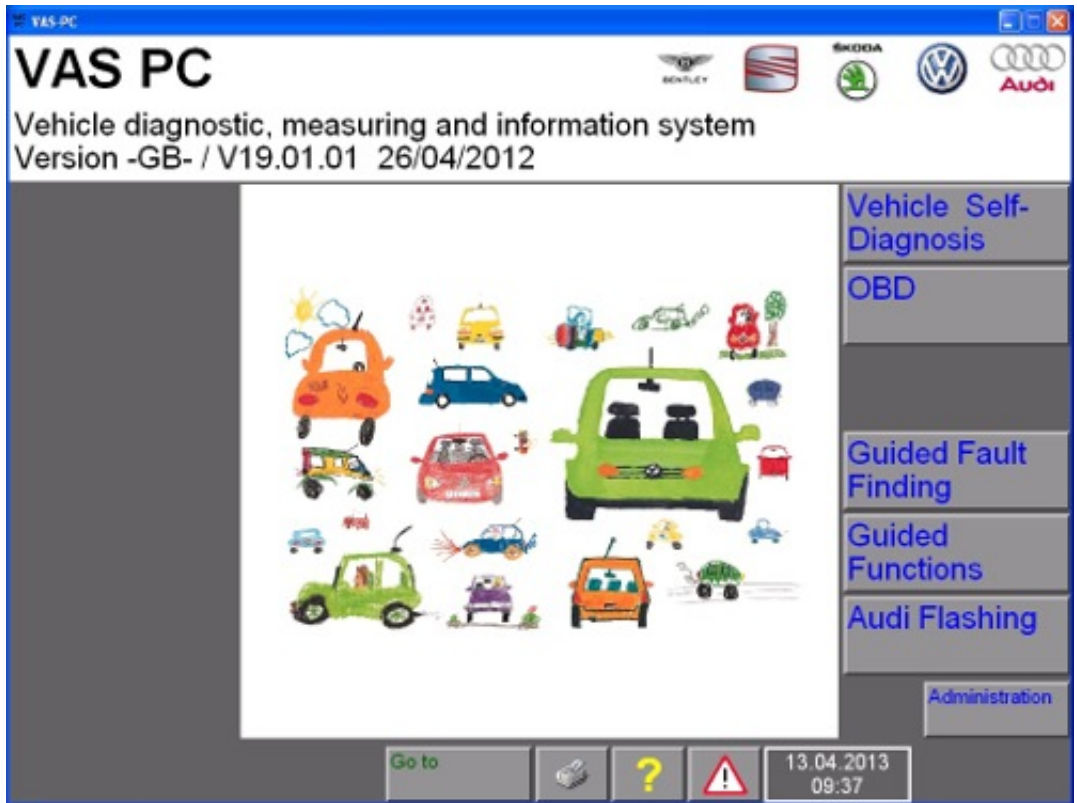 VAS-PC
VAS PC
BENTLEY
ŠKODA
Audi
Vehicle diagnostic, measuring and information system
Version -GB- / V19.01.01 26/04/2012
Vehicle Self-
Diagnosis
OBD
Guided Fault
Finding
Guided
Functions
Audi Flashing
Administration
Go to
?
!
13.04.2013
09:37